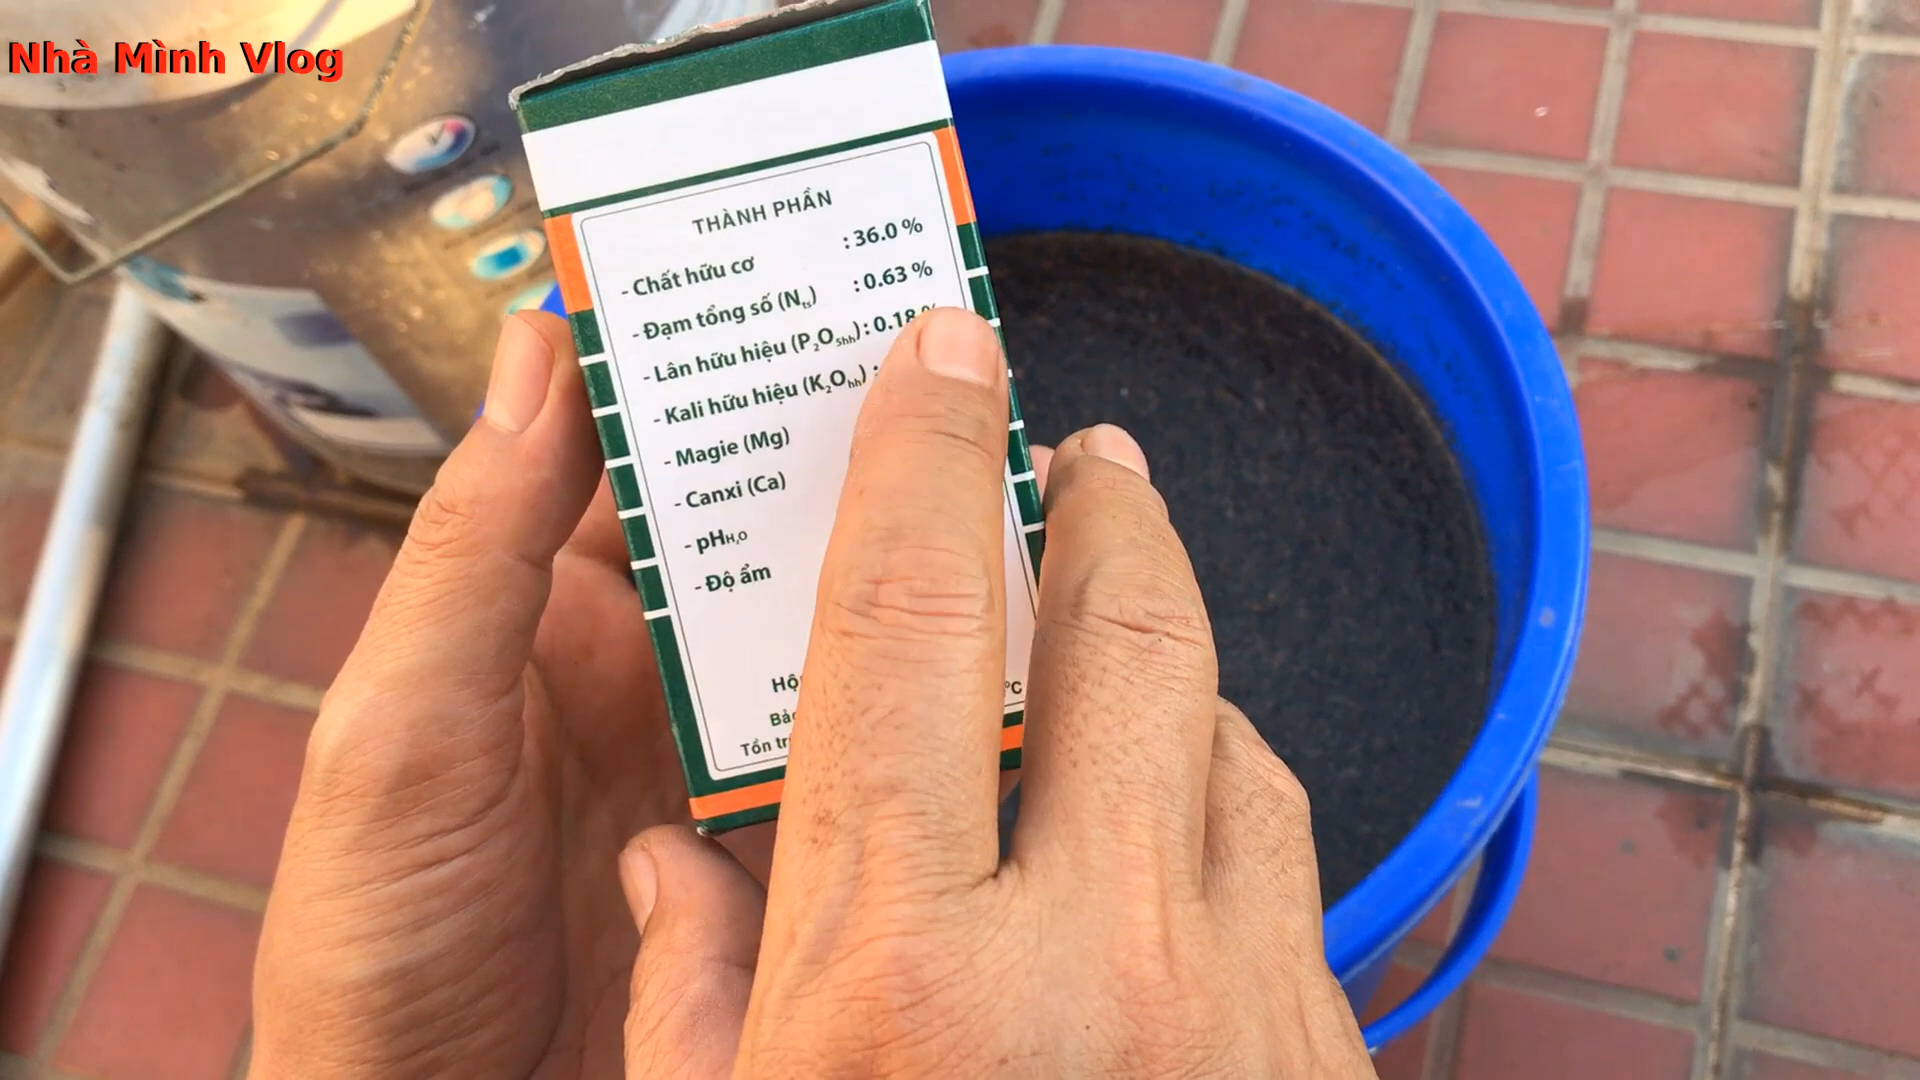 Nhà Mình Vlog
THÀNH PHẦN
- Chất hữu cơ : 36.0 %
- Đạm tổng số (Nts) : 0.63 %
- Lân hữu hiệu (P2O5hh) : 0.18 %
- Kali hữu hiệu (K2Ohh) :
- Magie (Mg)
- Canxi (Ca)
- pHH2O
- Độ ẩm
°C
Tồn